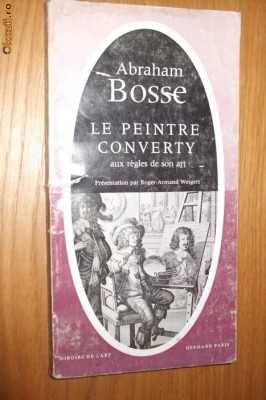 Abraham
Bosse
LE PEINTRE
CONVERTY
aux règles de son art
Présentation par Roger-Armand Weigert
MIROIRS DE L'ART
HERMANN PARIS